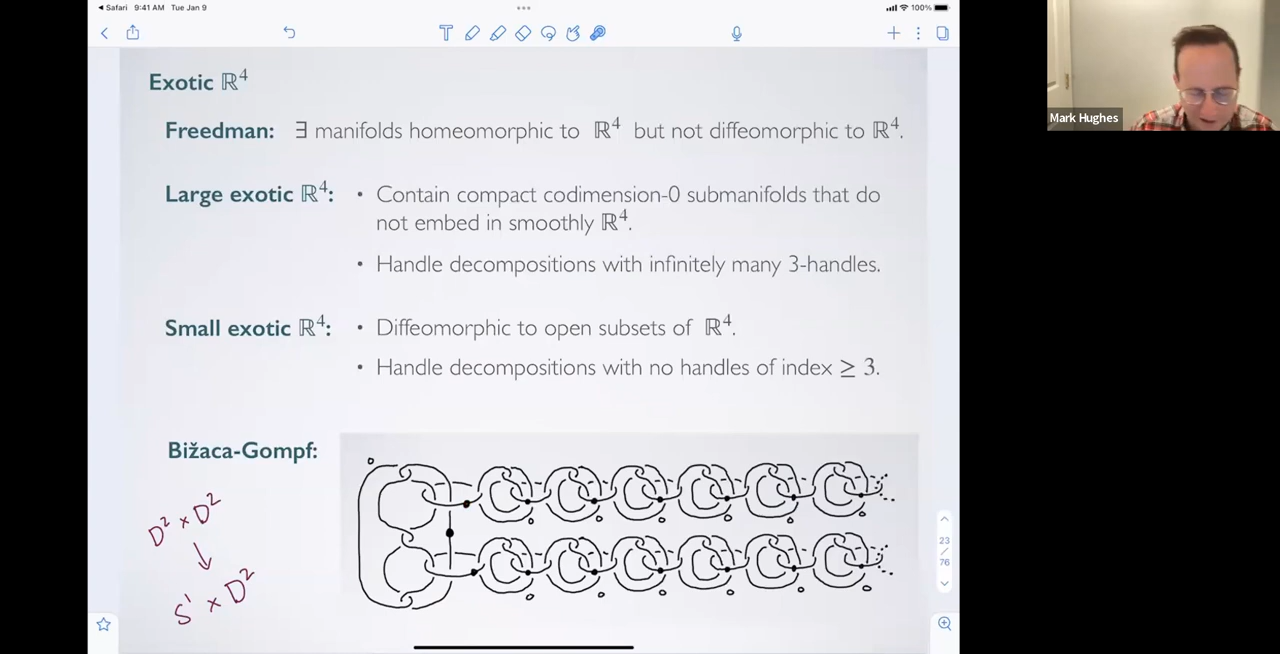 Safari 9:41 AM Tue Jan 9
100%
Mark Hughes
Exotic ℝ⁴
Freedman: ∃ manifolds homeomorphic to ℝ⁴ but not diffeomorphic to ℝ⁴.
Large exotic ℝ⁴: • Contain compact codimension-0 submanifolds that do
not embed in smoothly ℝ⁴.
• Handle decompositions with infinitely many 3-handles.
Small exotic ℝ⁴: • Diffeomorphic to open subsets of ℝ⁴.
• Handle decompositions with no handles of index ≥ 3.
Bižaca-Gompf:
D² × D²
↓
S¹ × D²
23
/
76